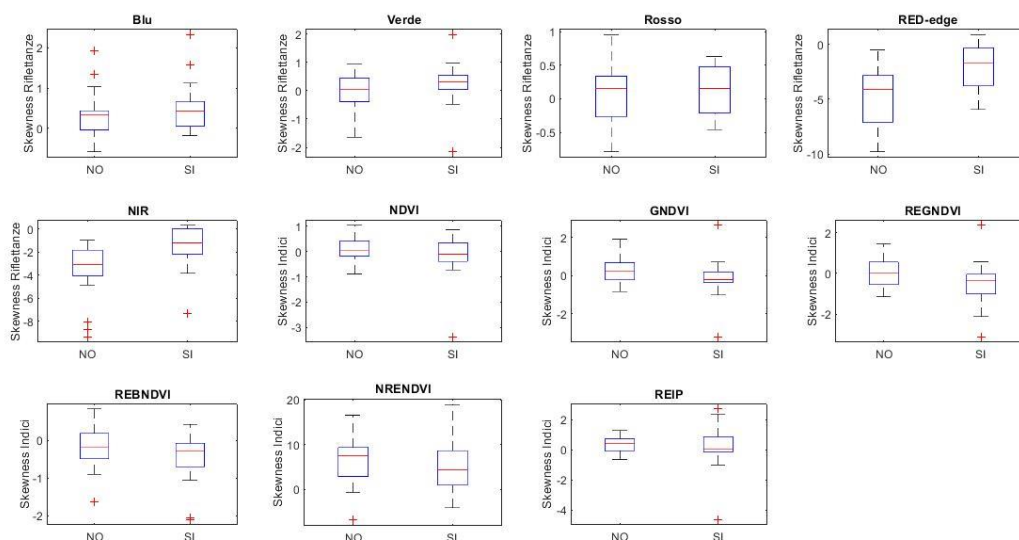 Blu
Verde
Rosso
RED-edge
Skewness Riflettanze
2
1
0
NO
SI
Skewness Riflettanze
2
1
0
-1
-2
NO
SI
Skewness Riflettanze
1
0.5
0
-0.5
NO
SI
Skewness Riflettanze
0
-5
-10
NO
SI
NIR
NDVI
GNDVI
REGNDVI
Skewness Riflettanze
0
-2
-4
-6
-8
NO
SI
Skewness Indici
1
0
-1
-2
-3
NO
SI
Skewness Indici
2
0
-2
NO
SI
Skewness Indici
2
0
-2
NO
SI
REBNDVI
NRENDVI
REIP
Skewness Indici
0
-1
-2
NO
SI
Skewness Indici
20
10
0
NO
SI
Skewness Indici
2
0
-2
-4
NO
SI